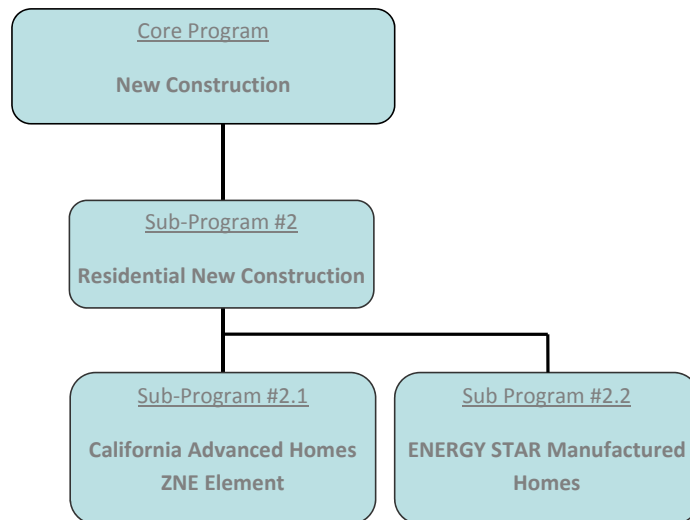 Core Program
New Construction
Sub-Program #2
Residential New Construction
Sub-Program #2.1
California Advanced Homes
ZNE Element
Sub Program #2.2
ENERGY STAR Manufactured
Homes